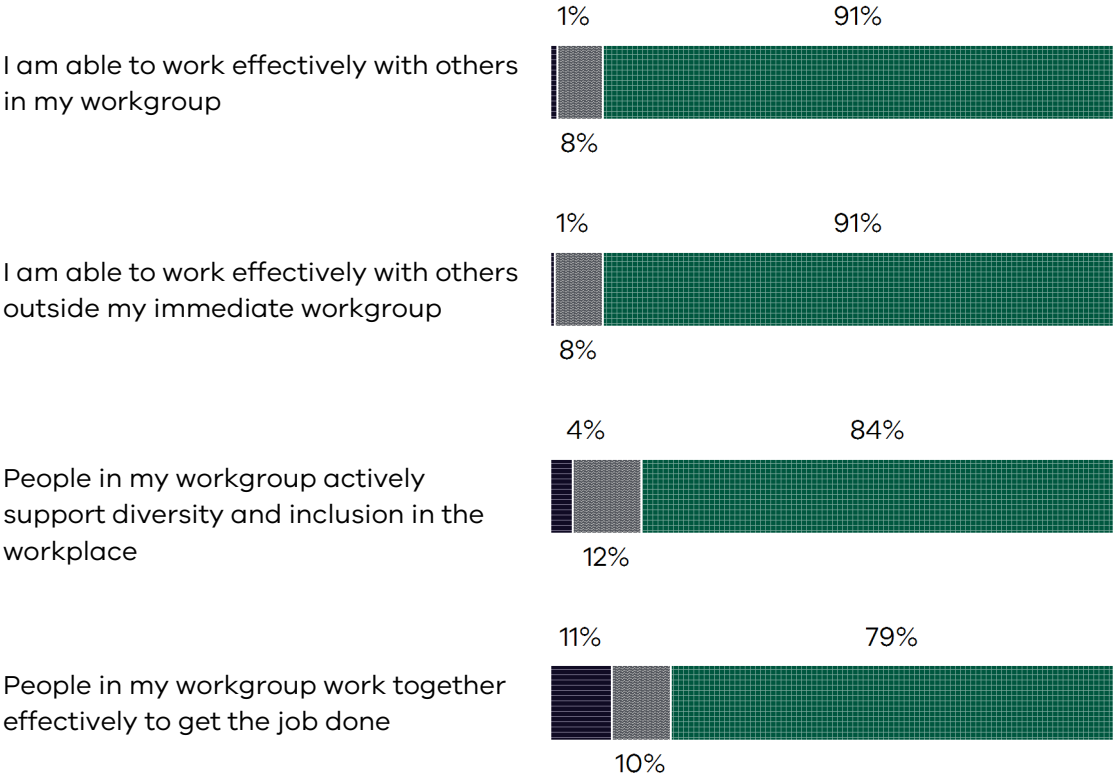 1% 91%
I am able to work effectively with others
in my workgroup
8%
1% 91%
I am able to work effectively with others
outside my immediate workgroup
8%
4% 84%
People in my workgroup actively
support diversity and inclusion in the
workplace
12%
11% 79%
People in my workgroup work together
effectively to get the job done
10%